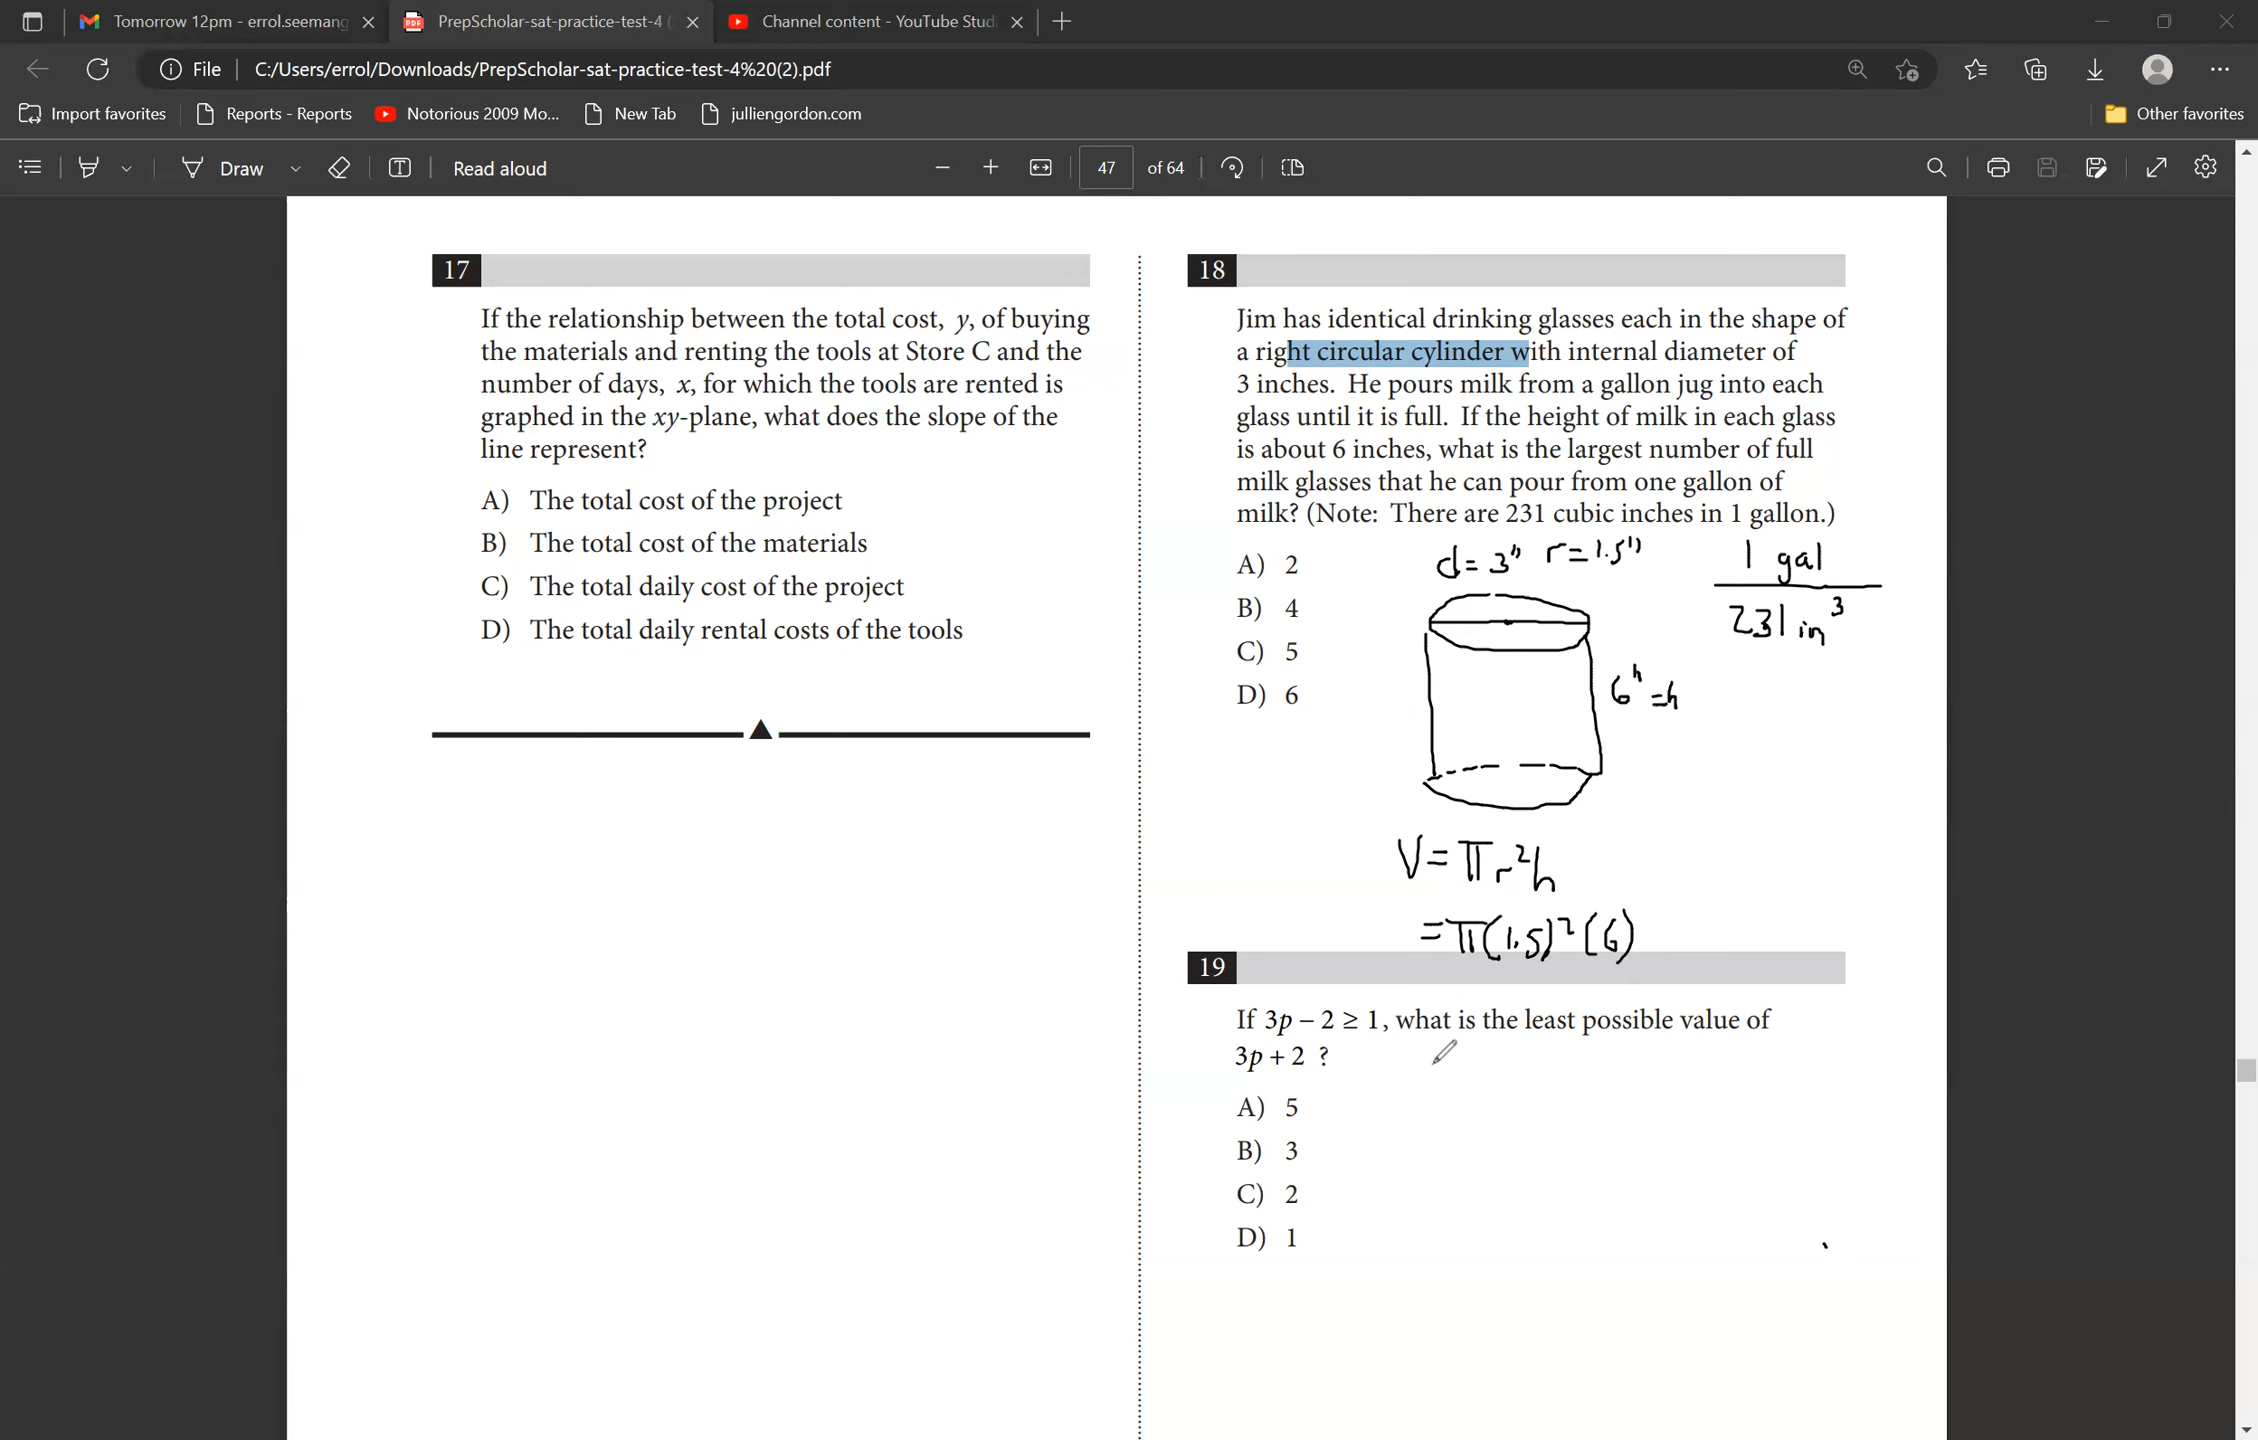 Tomorrow 12pm - errol.seemang
PrepScholar-sat-practice-test-4 (
Channel content - YouTube Stud
File
C:/Users/errol/Downloads/PrepScholar-sat-practice-test-4%20(2).pdf
Import favorites
Reports - Reports
Notorious 2009 Mo...
New Tab
julliengordon.com
Other favorites
Draw
Read aloud
47
of 64
17
If the relationship between the total cost, y, of buying
the materials and renting the tools at Store C and the
number of days, x, for which the tools are rented is
graphed in the xy-plane, what does the slope of the
line represent?
A) The total cost of the project
B) The total cost of the materials
C) The total daily cost of the project
D) The total daily rental costs of the tools
18
Jim has identical drinking glasses each in the shape of
a right circular cylinder with internal diameter of
3 inches. He pours milk from a gallon jug into each
glass until it is full. If the height of milk in each glass
is about 6 inches, what is the largest number of full
milk glasses that he can pour from one gallon of
milk? (Note: There are 231 cubic inches in 1 gallon.)
A) 2
B) 4
C) 5
D) 6
d = 3" r = 1.5"
1 gal
231 in³
6" = h
V = πr²h
= π(1.5)²(6)
19
If 3p − 2 ≥ 1, what is the least possible value of
3p + 2 ?
A) 5
B) 3
C) 2
D) 1